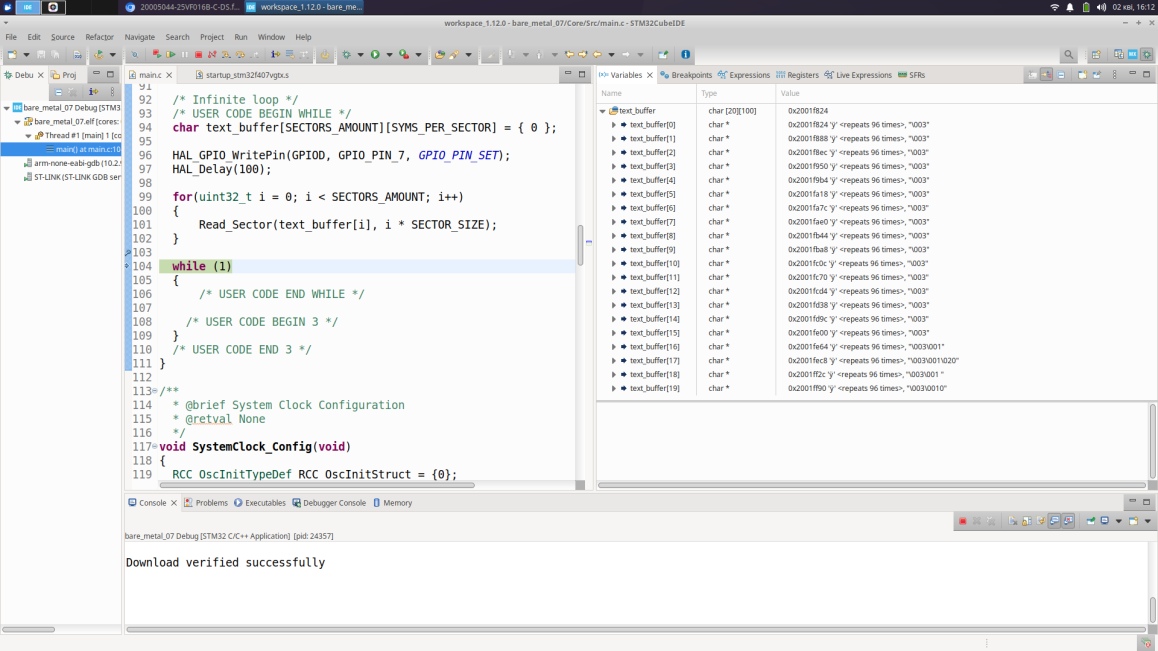 20005044-25VF016B-C-DS.f...
workspace_1.12.0 - bare_me...
02 кві, 16:12
workspace_1.12.0 - bare_metal_07/Core/Src/main.c - STM32CubeIDE
File Edit Source Refactor Navigate Search Project Run Window Help
Debu Proj
main.c startup_stm32f407vgtx.s
Variables Breakpoints Expressions Registers Live Expressions SFRs
bare_metal_07 Debug [STM3
bare_metal_07.elf [cores:
Thread #1 [main] 1 [co
main() at main.c:10
arm-none-eabi-gdb (10.2.9
ST-LINK (ST-LINK GDB ser
91
92 /* Infinite loop */
93 /* USER CODE BEGIN WHILE */
94 char text_buffer[SECTORS_AMOUNT][SYMS_PER_SECTOR] = { 0 };
95
96 HAL_GPIO_WritePin(GPIOD, GPIO_PIN_7, GPIO_PIN_SET);
97 HAL_Delay(100);
98
99 for(uint32_t i = 0; i < SECTORS_AMOUNT; i++)
100 {
101 Read_Sector(text_buffer[i], i * SECTOR_SIZE);
102 }
103
104 while (1)
105 {
106 /* USER CODE END WHILE */
107
108 /* USER CODE BEGIN 3 */
109 }
110 /* USER CODE END 3 */
111 }
112
113 /**
114 * @brief System Clock Configuration
115 * @retval None
116 */
117 void SystemClock_Config(void)
118 {
119 RCC_OscInitTypeDef RCC_OscInitStruct = {0};
Name Type Value
text_buffer char [20][100] 0x2001f824
text_buffer[0] char * 0x2001f824 'ÿ' <repeats 96 times>, "\003"
text_buffer[1] char * 0x2001f888 'ÿ' <repeats 96 times>, "\003"
text_buffer[2] char * 0x2001f8ec 'ÿ' <repeats 96 times>, "\003"
text_buffer[3] char * 0x2001f950 'ÿ' <repeats 96 times>, "\003"
text_buffer[4] char * 0x2001f9b4 'ÿ' <repeats 96 times>, "\003"
text_buffer[5] char * 0x2001fa18 'ÿ' <repeats 96 times>, "\003"
text_buffer[6] char * 0x2001fa7c 'ÿ' <repeats 96 times>, "\003"
text_buffer[7] char * 0x2001fae0 'ÿ' <repeats 96 times>, "\003"
text_buffer[8] char * 0x2001fb44 'ÿ' <repeats 96 times>, "\003"
text_buffer[9] char * 0x2001fba8 'ÿ' <repeats 96 times>, "\003"
text_buffer[10] char * 0x2001fc0c 'ÿ' <repeats 96 times>, "\003"
text_buffer[11] char * 0x2001fc70 'ÿ' <repeats 96 times>, "\003"
text_buffer[12] char * 0x2001fcd4 'ÿ' <repeats 96 times>, "\003"
text_buffer[13] char * 0x2001fd38 'ÿ' <repeats 96 times>, "\003"
text_buffer[14] char * 0x2001fd9c 'ÿ' <repeats 96 times>, "\003"
text_buffer[15] char * 0x2001fe00 'ÿ' <repeats 96 times>, "\003"
text_buffer[16] char * 0x2001fe64 'ÿ' <repeats 96 times>, "\003\001"
text_buffer[17] char * 0x2001fec8 'ÿ' <repeats 96 times>, "\003\001\020"
text_buffer[18] char * 0x2001ff2c 'ÿ' <repeats 96 times>, "\003\001 "
text_buffer[19] char * 0x2001ff90 'ÿ' <repeats 96 times>, "\003\0010"
Console Problems Executables Debugger Console Memory
bare_metal_07 Debug [STM32 C/C++ Application] [pid: 24357]
Download verified successfully